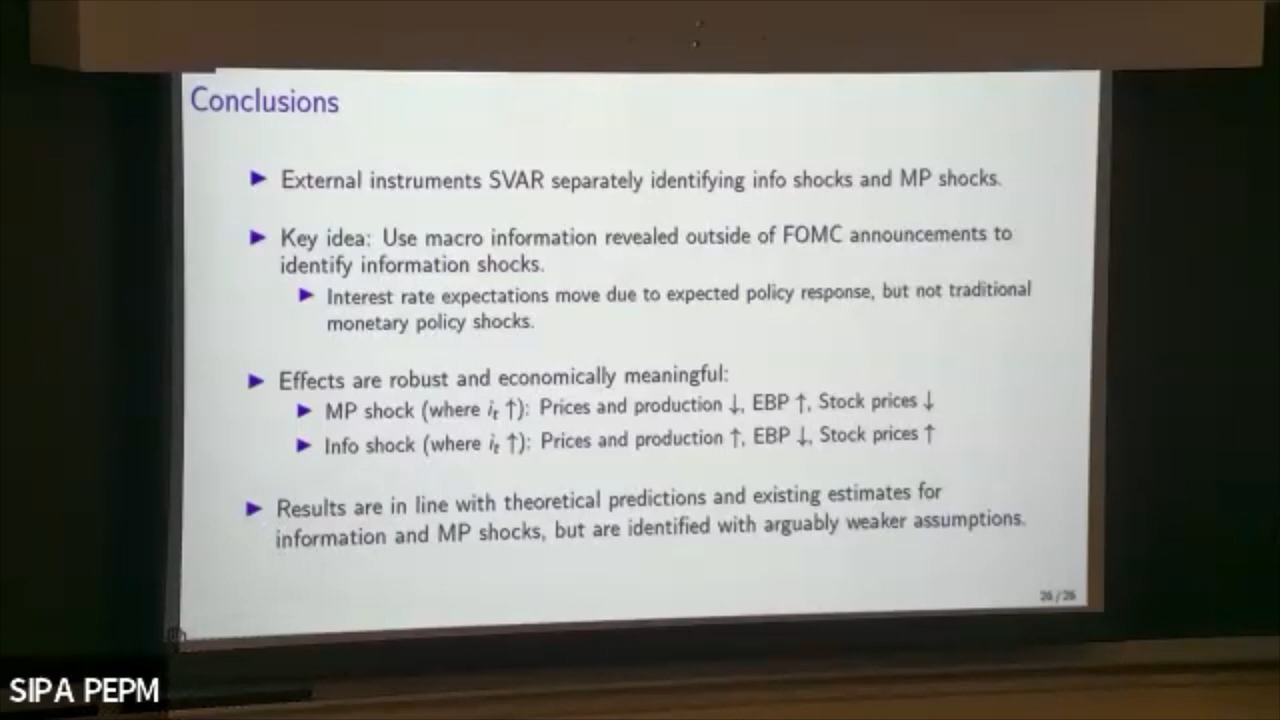 Conclusions
► External instruments SVAR separately identifying info shocks and MP shocks.
► Key idea: Use macro information revealed outside of FOMC announcements to
identify information shocks.
► Interest rate expectations move due to expected policy response, but not traditional
monetary policy shocks.
► Effects are robust and economically meaningful:
► MP shock (where iₜ ↑): Prices and production ↓, EBP ↑, Stock prices ↓
► Info shock (where iₜ ↑): Prices and production ↑, EBP ↓, Stock prices ↑
► Results are in line with theoretical predictions and existing estimates for
information and MP shocks, but are identified with arguably weaker assumptions.
26/26
SIPA PEPM